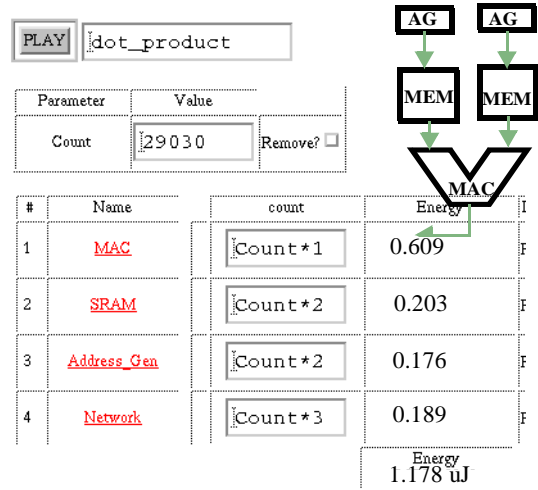 PLAY dot_product
AG AG
MEM MEM
MAC
Parameter Value
Count 29030 Remove?
# Name count Energy
1 MAC Count*1 0.609
2 SRAM Count*2 0.203
3 Address_Gen Count*2 0.176
4 Network Count*3 0.189
Energy
1.178 uJ